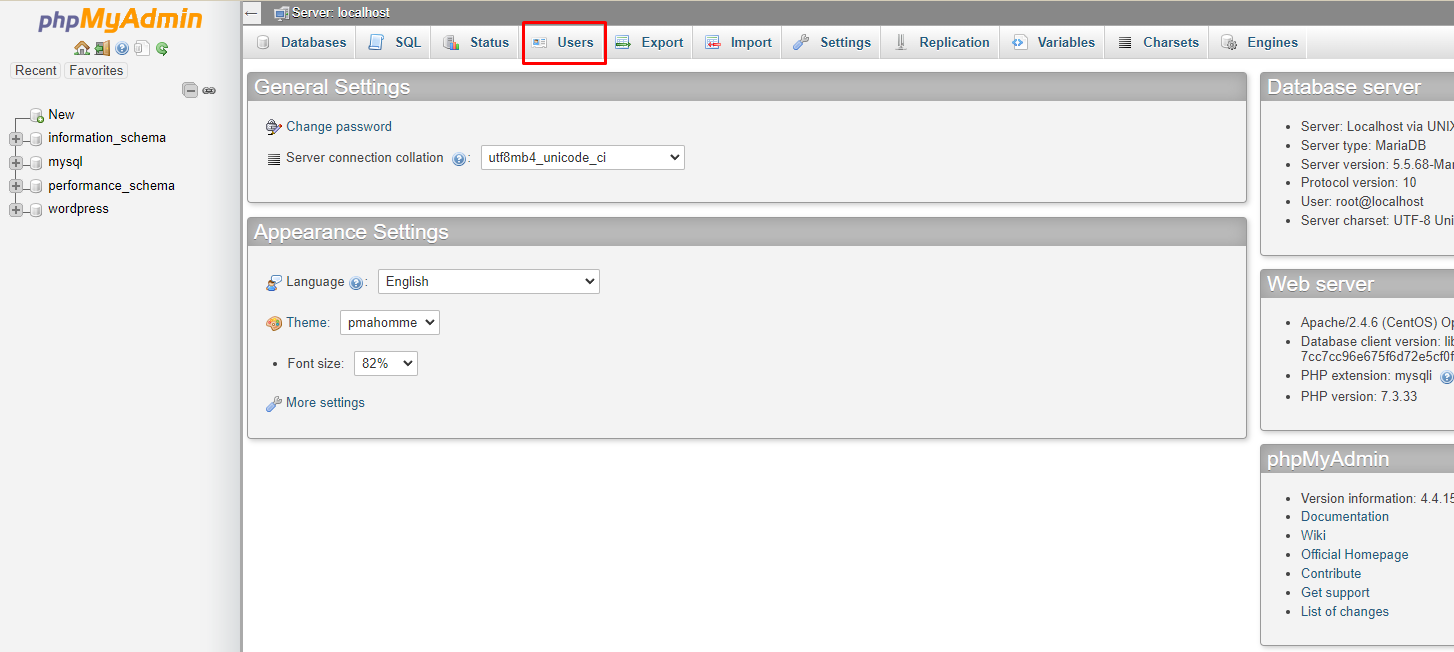 phpMyAdmin
Recent Favorites
New
information_schema
mysql
performance_schema
wordpress
Server: localhost
Databases SQL Status Users Export Import Settings Replication Variables Charsets Engines
General Settings
Change password
Server connection collation : utf8mb4_unicode_ci
Appearance Settings
Language : English
Theme: pmahomme
Font size: 82%
More settings
Database server
Server: Localhost via UNIX
Server type: MariaDB
Server version: 5.5.68-Mar
Protocol version: 10
User: root@localhost
Server charset: UTF-8 Uni
Web server
Apache/2.4.6 (CentOS) Op
Database client version: lib
7cc7cc96e675f6d72e5cf0f
PHP extension: mysqli
PHP version: 7.3.33
phpMyAdmin
Version information: 4.4.15
Documentation
Wiki
Official Homepage
Contribute
Get support
List of changes